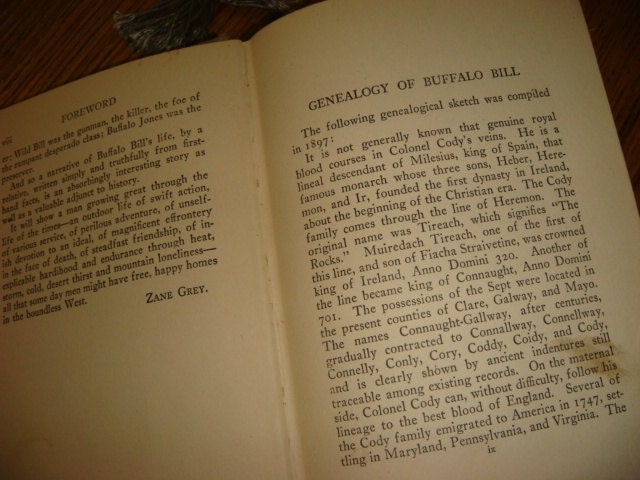 viii
FOREWORD
er: Wild Bill was the gunman, the killer, the foe of
the rampant desperado class; Buffalo Jones was the
preserver.
And as a narrative of Buffalo Bill's life, by a
relation, written simply and truthfully from first-
hand facts, is an absorbingly interesting story as
well as a valuable adjunct to history.
It will show a man growing great through the
life of the times—an outdoor life of swift action,
of various service, of perilous adventure, of unself-
ish devotion to an ideal, of magnificent effrontery
in the face of death, of steadfast friendship, of in-
explicable hardihood and endurance through heat,
storm, cold, desert thirst and mountain loneliness—
all that some day men might have, free, happy homes
in the boundless West.
ZANE GREY.
GENEALOGY OF BUFFALO BILL
The following genealogical sketch was compiled
in 1897:
It is not generally known that genuine royal
blood courses in Colonel Cody's veins. He is a
lineal descendant of Milesius, king of Spain, that
famous monarch whose three sons, Heber, Here-
mon, and Ir, founded the first dynasty in Ireland,
about the beginning of the Christian era. The Cody
family comes through the line of Heremon. The
original name was Tireach, which signifies "The
Rocks." Muiredach Tireach, one of the first of
this line, and son of Fiacha Straivetine, was crowned
king of Ireland, Anno Domini 320. Another of
the line became king of Connaught, Anno Domini
701. The possessions of the Sept were located in
the present counties of Clare, Galway, and Mayo.
The names Connaught-Gallway, after centuries,
gradually contracted to Connallway, Connellway,
Connelly, Conly, Cory, Coddy, Coidy, and Cody,
and is clearly shown by ancient indentures still
traceable among existing records. On the maternal
side, Colonel Cody can, without difficulty, follow his
lineage to the best blood of England. Several of
the Cody family emigrated to America in 1747, set-
tling in Maryland, Pennsylvania, and Virginia. The
ix